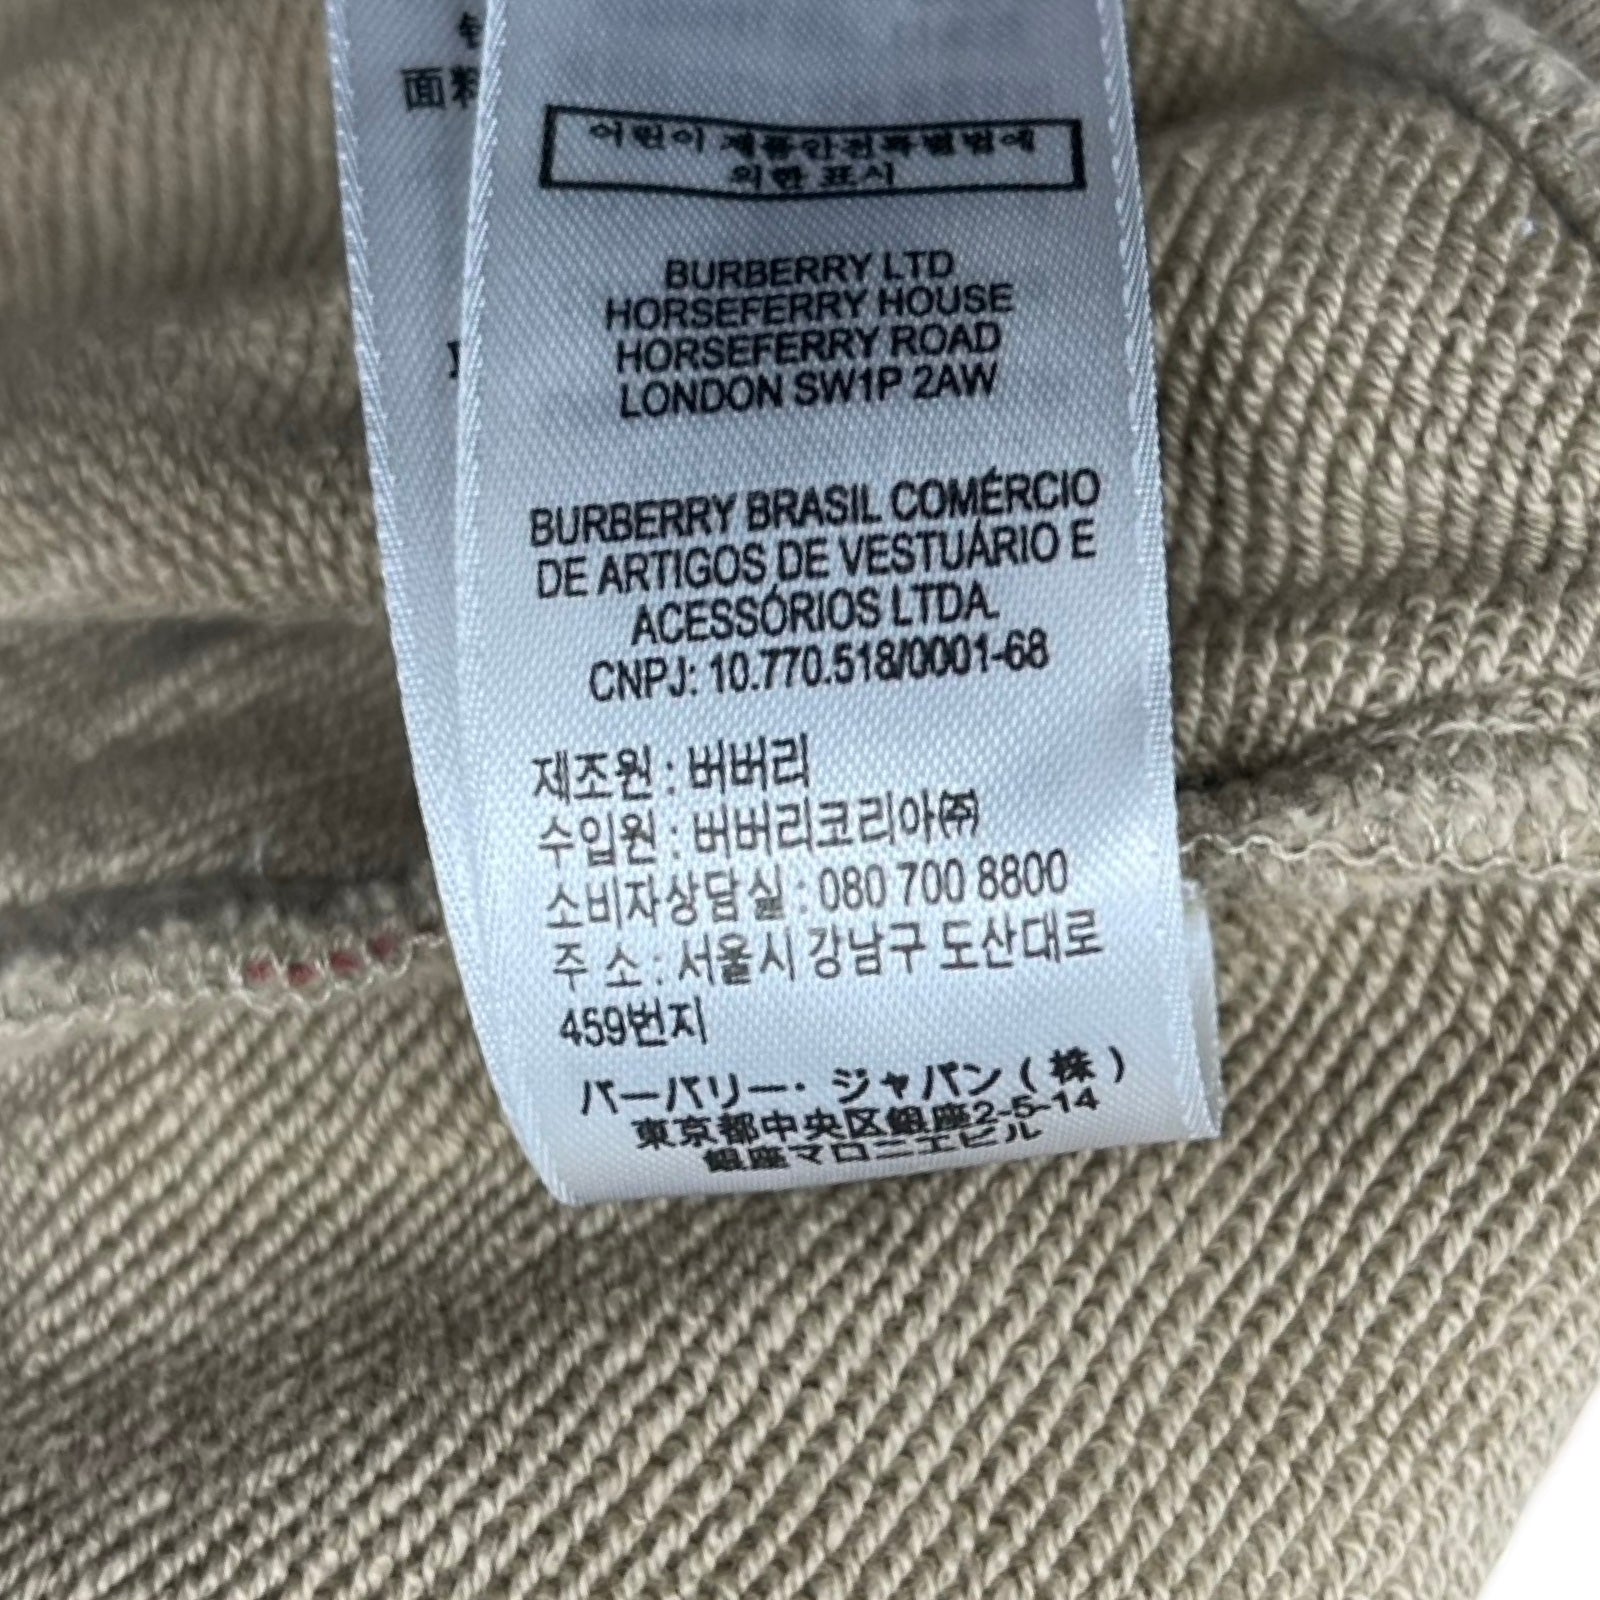 面料
어린이 제품안전특별법에
의한 표시
BURBERRY LTD
HORSEFERRY HOUSE
HORSEFERRY ROAD
LONDON SW1P 2AW
BURBERRY BRASIL COMÉRCIO
DE ARTIGOS DE VESTUÁRIO E
ACESSÓRIOS LTDA.
CNPJ: 10.770.518/0001-68
제조원 : 버버리
수입원 : 버버리코리아㈜
소비자상담실 : 080 700 8800
주 소 : 서울시 강남구 도산대로
459번지
バーバリー・ジャパン(株)
東京都中央区銀座2-5-14
銀座マロニエビル